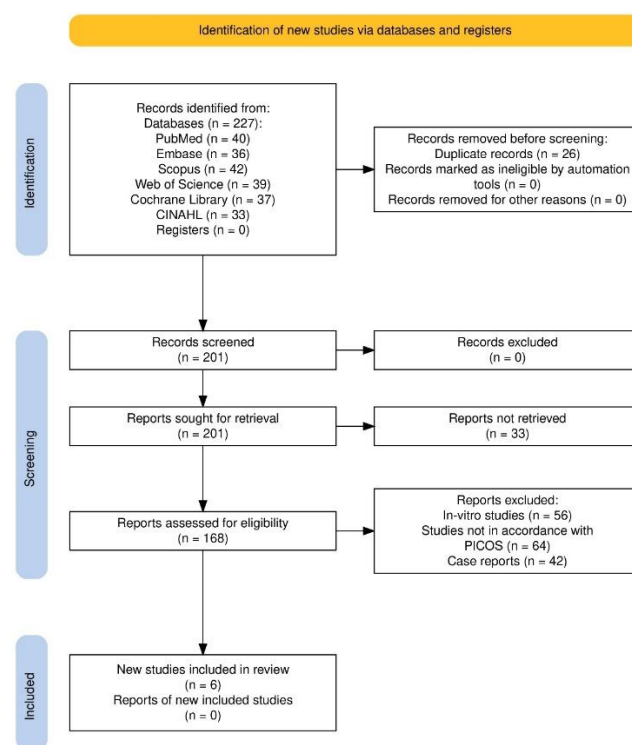 Identification of new studies via databases and registers
Identification
Records identified from:
Databases (n = 227):
PubMed (n = 40)
Embase (n = 36)
Scopus (n = 42)
Web of Science (n = 39)
Cochrane Library (n = 37)
CINAHL (n = 33)
Registers (n = 0)
Records removed before screening:
Duplicate records (n = 26)
Records marked as ineligible by automation
tools (n = 0)
Records removed for other reasons (n = 0)
Screening
Records screened
(n = 201)
Records excluded
(n = 0)
Reports sought for retrieval
(n = 201)
Reports not retrieved
(n = 33)
Reports assessed for eligibility
(n = 168)
Reports excluded:
In-vitro studies (n = 56)
Studies not in accordance with
PICOS (n = 64)
Case reports (n = 42)
Included
New studies included in review
(n = 6)
Reports of new included studies
(n = 0)